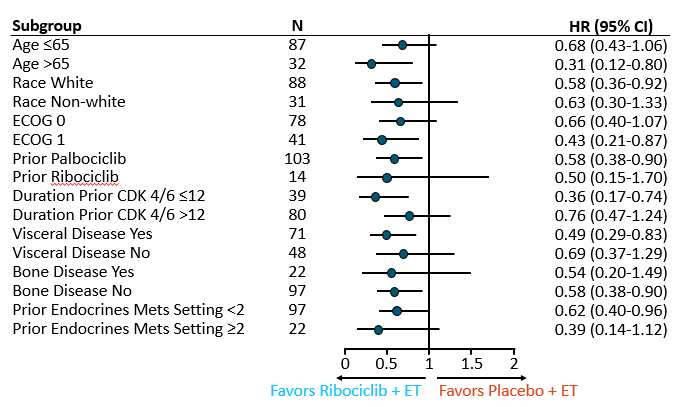 Subgroup N HR (95% CI)
Age ≤65 87 0.68 (0.43-1.06)
Age >65 32 0.31 (0.12-0.80)
Race White 88 0.58 (0.36-0.92)
Race Non-white 31 0.63 (0.30-1.33)
ECOG 0 78 0.66 (0.40-1.07)
ECOG 1 41 0.43 (0.21-0.87)
Prior Palbociclib 103 0.58 (0.38-0.90)
Prior Ribociclib 14 0.50 (0.15-1.70)
Duration Prior CDK 4/6 ≤12 39 0.36 (0.17-0.74)
Duration Prior CDK 4/6 >12 80 0.76 (0.47-1.24)
Visceral Disease Yes 71 0.49 (0.29-0.83)
Visceral Disease No 48 0.69 (0.37-1.29)
Bone Disease Yes 22 0.54 (0.20-1.49)
Bone Disease No 97 0.58 (0.38-0.90)
Prior Endocrines Mets Setting <2 97 0.62 (0.40-0.96)
Prior Endocrines Mets Setting ≥2 22 0.39 (0.14-1.12)
0 0.5 1 1.5 2
Favors Ribociclib + ET Favors Placebo + ET